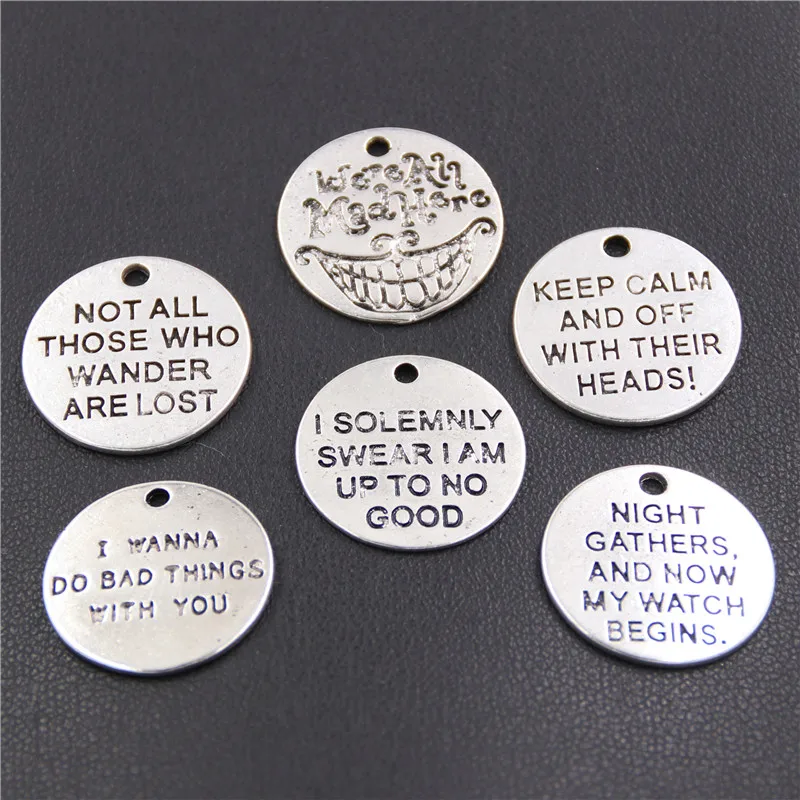 We're All
Mad Here
NOT ALL
THOSE WHO
WANDER
ARE LOST
KEEP CALM
AND OFF
WITH THEIR
HEADS!
I SOLEMNLY
SWEAR I AM
UP TO NO
GOOD
I WANNA
DO BAD THINGS
WITH YOU
NIGHT
GATHERS,
AND NOW
MY WATCH
BEGINS.